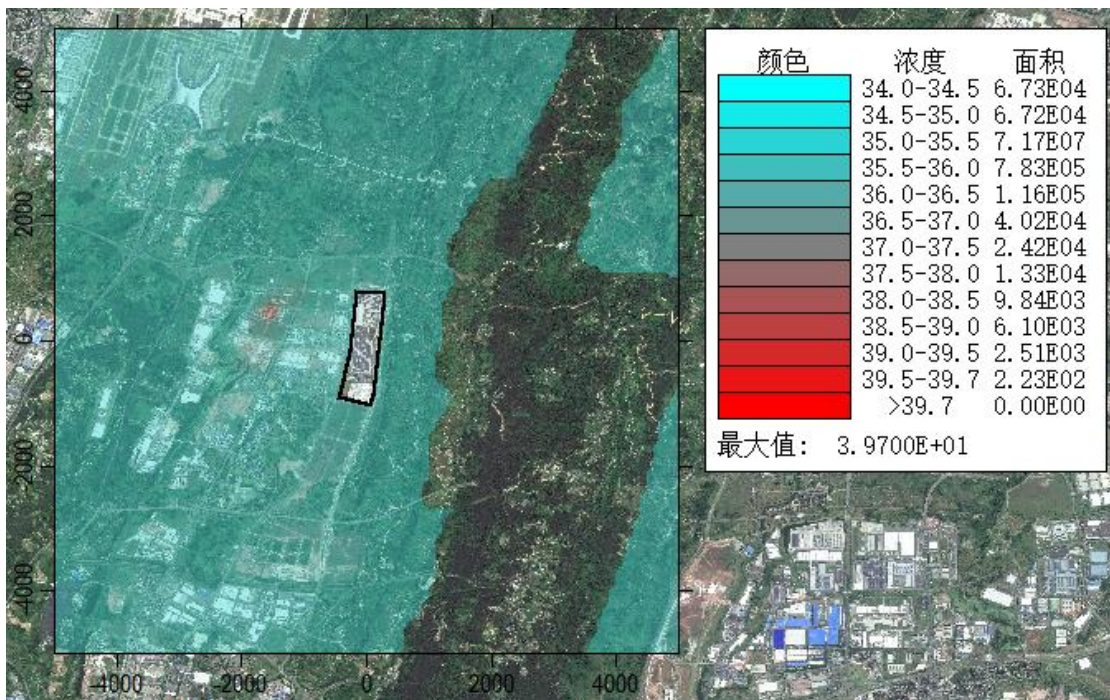 颜色 浓度 面积
34.0-34.5 6.73E04
34.5-35.0 6.72E04
35.0-35.5 7.17E07
35.5-36.0 7.83E05
36.0-36.5 1.16E05
36.5-37.0 4.02E04
37.0-37.5 2.42E04
37.5-38.0 1.33E04
38.0-38.5 9.84E03
38.5-39.0 6.10E03
39.0-39.5 2.51E03
39.5-39.7 2.23E02
>39.7 0.00E00
最大值: 3.9700E+01
4000
2000
0
2000
4000
-4000 -2000 0 2000 4000